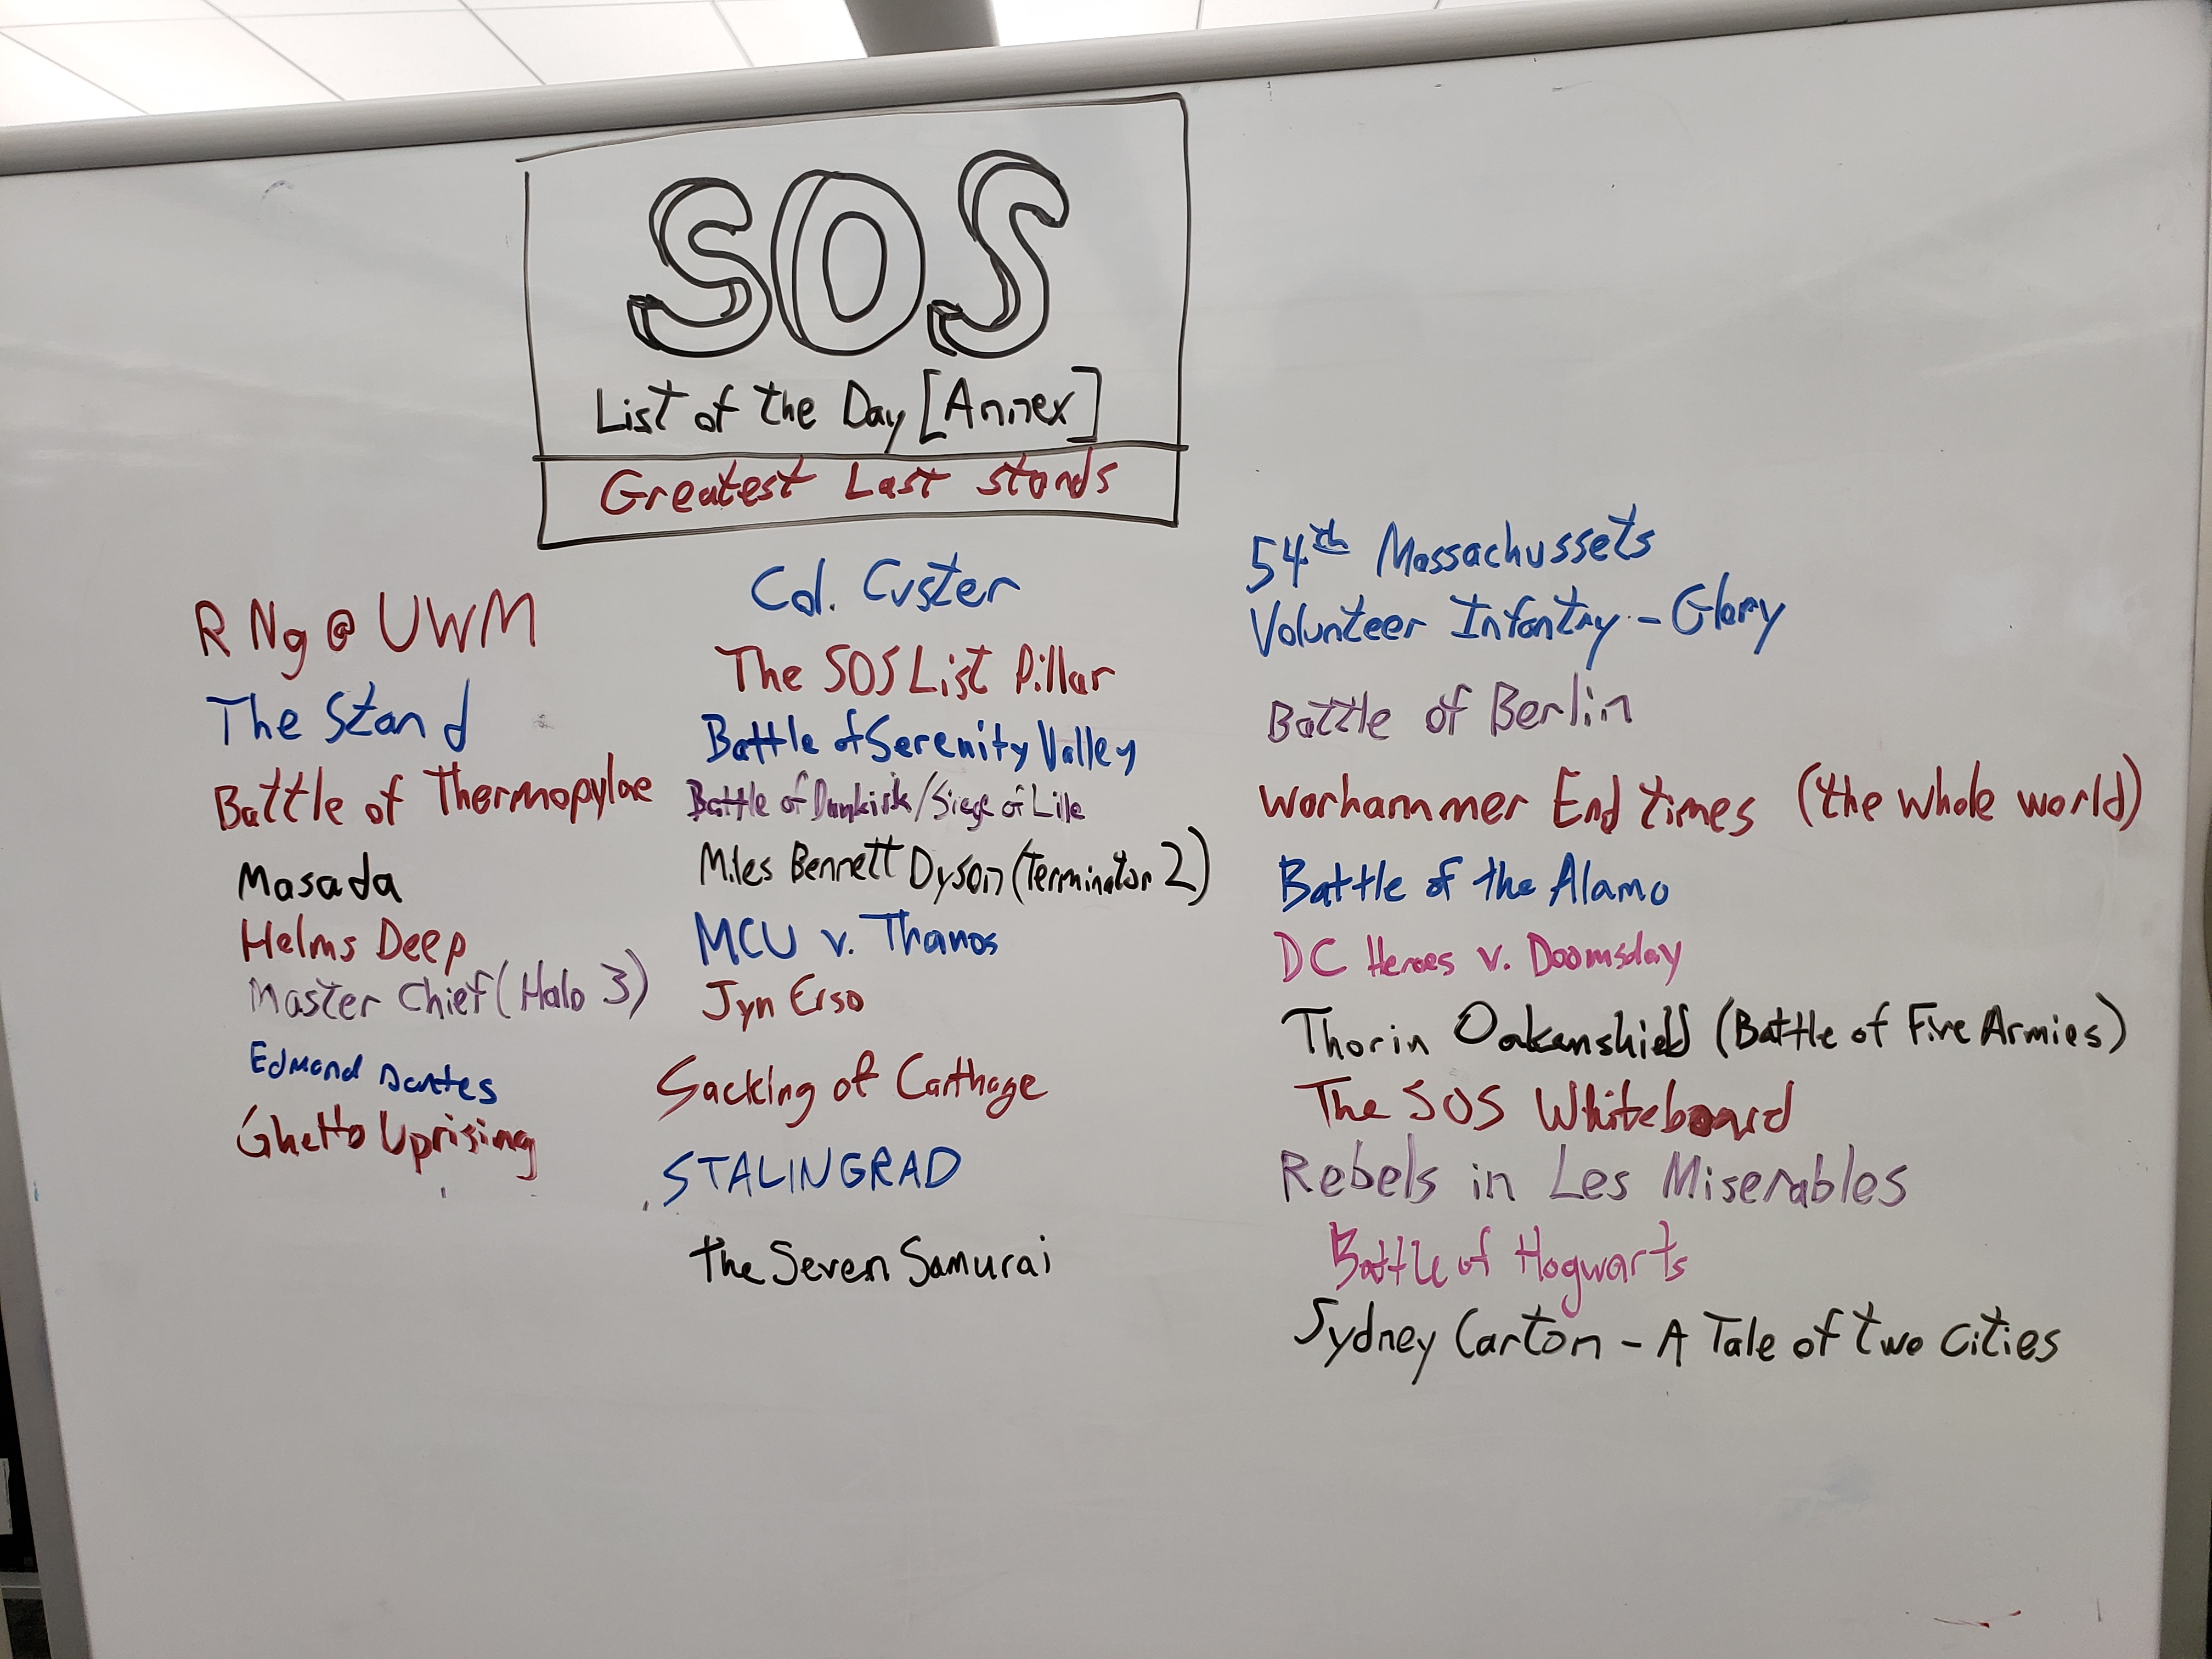 SOS
List of the Day [Annex]
Greatest Last Stands
R Ng @ UWM
The Stand
Battle of Thermopylae
Masada
Helms Deep
Master Chief (Halo 3)
Edmond Dantes
Ghetto Uprising
Col. Custer
The SOS List Pillar
Battle of Serenity Valley
Battle of Dunkirk/Siege of Lille
Miles Bennett Dyson (Terminator 2)
MCU v. Thanos
Jyn Erso
Sacking of Carthage
STALINGRAD
The Seven Samurai
54th Massachussets
Volunteer Infantry - Glory
Battle of Berlin
Warhammer End times (the whole world)
Battle of the Alamo
DC Heroes v. Doomsday
Thorin Oakenshield (Battle of Five Armies)
The SOS Whiteboard
Rebels in Les Miserables
Battle of Hogwarts
Sydney Carton - A Tale of two cities